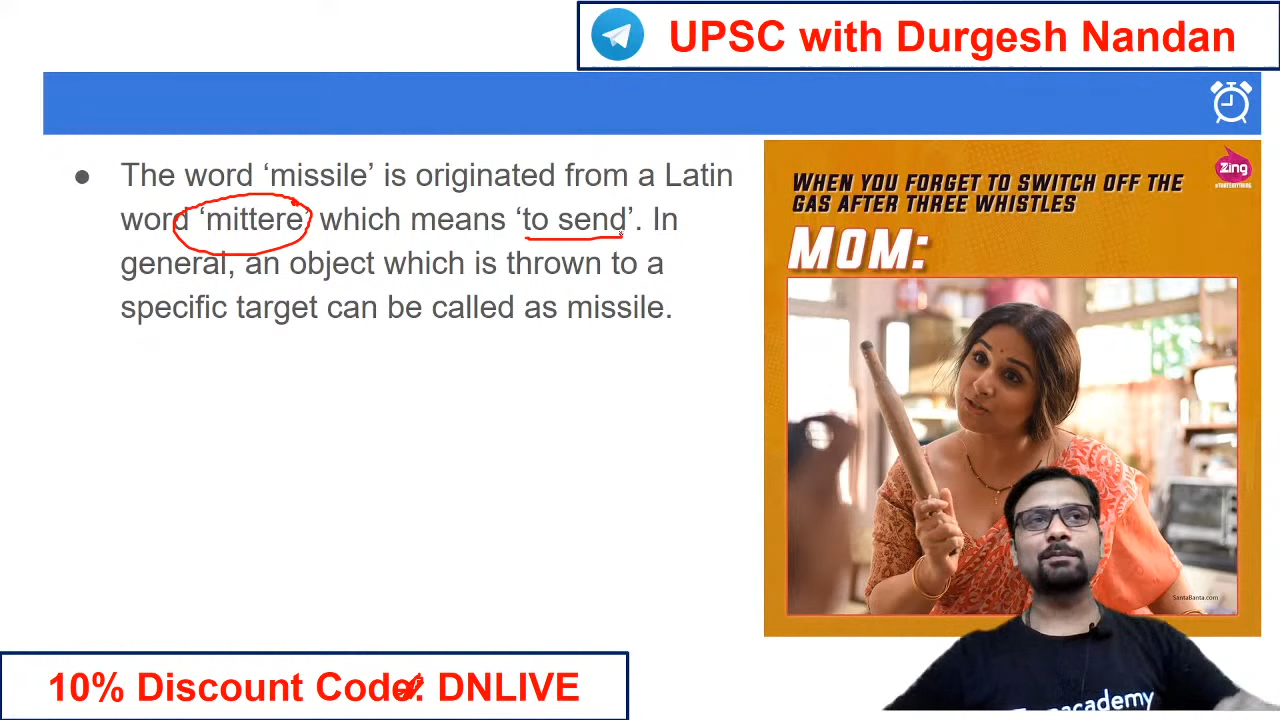 UPSC with Durgesh Nandan
The word ‘missile’ is originated from a Latin
word ‘mittere’ which means ‘to send’. In
general, an object which is thrown to a
specific target can be called as missile.
Zing
WHEN YOU FORGET TO SWITCH OFF THE
GAS AFTER THREE WHISTLES
MOM:
SantaBanta.com
10% Discount Code: DNLIVE